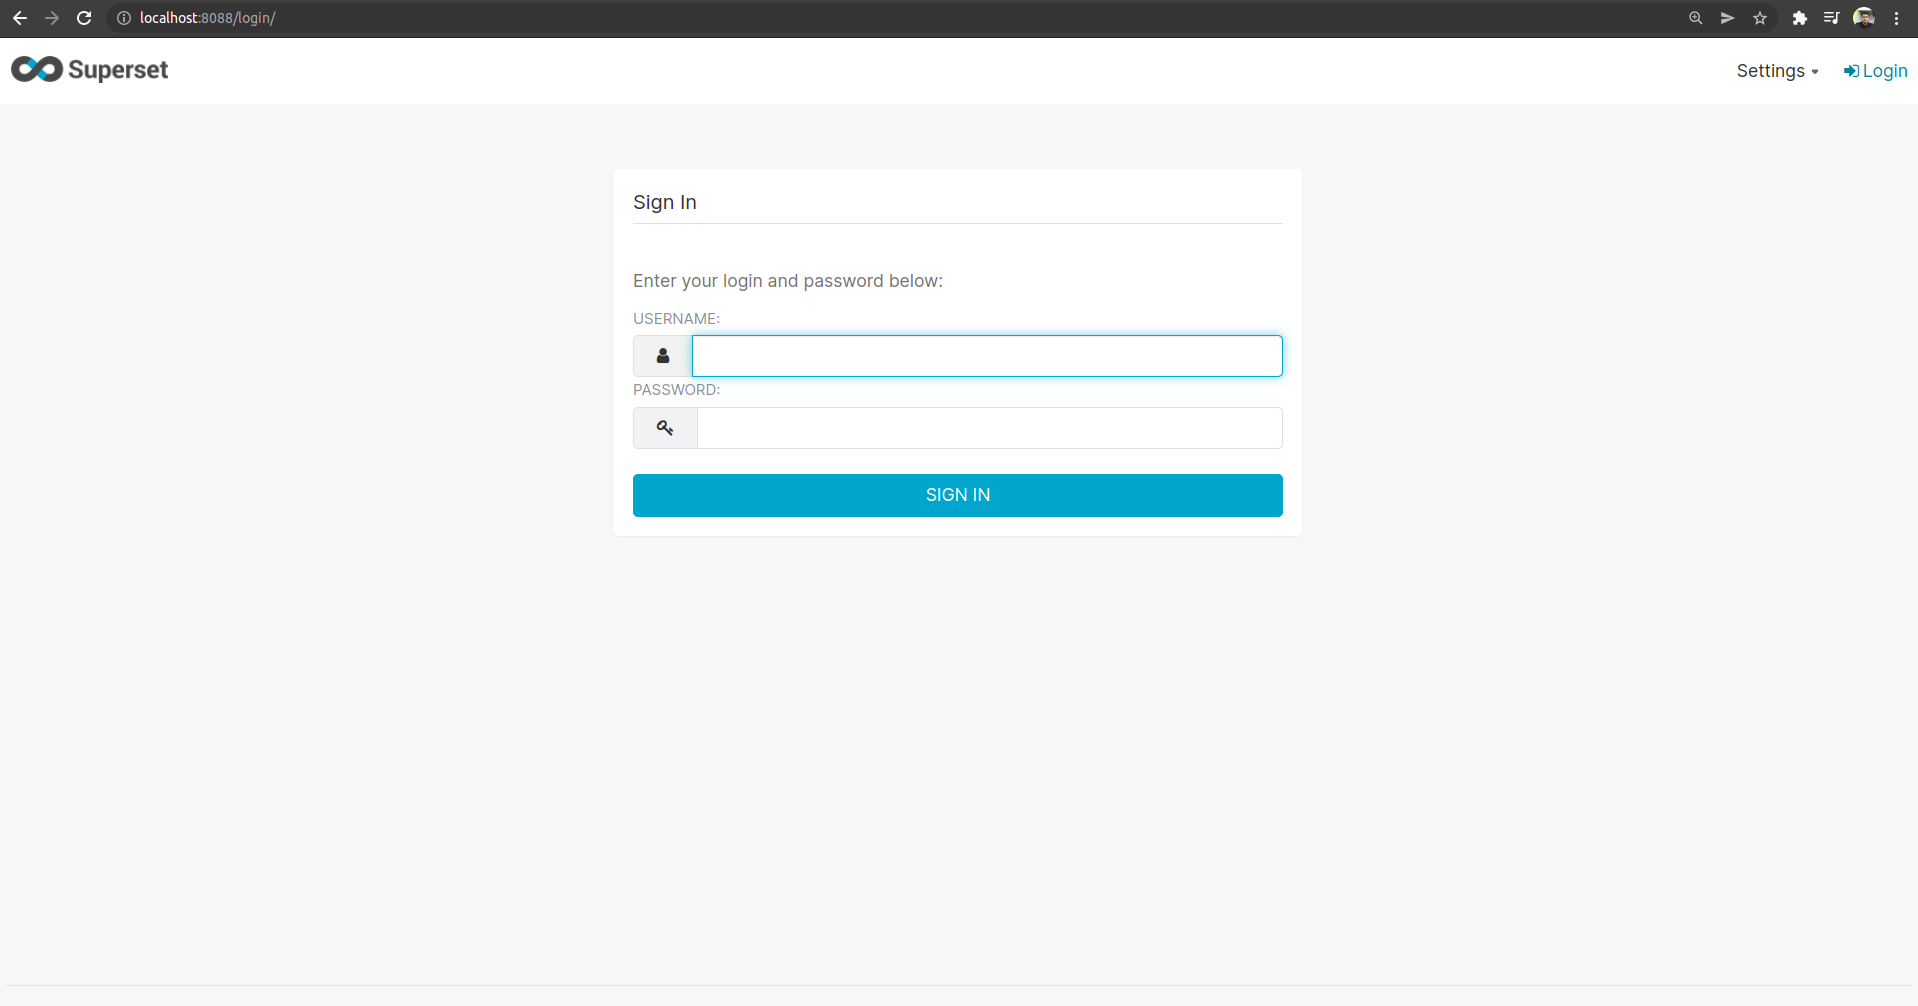 localhost:8088/login/
Superset
Settings
Login
Sign In
Enter your login and password below:
USERNAME:
PASSWORD:
SIGN IN